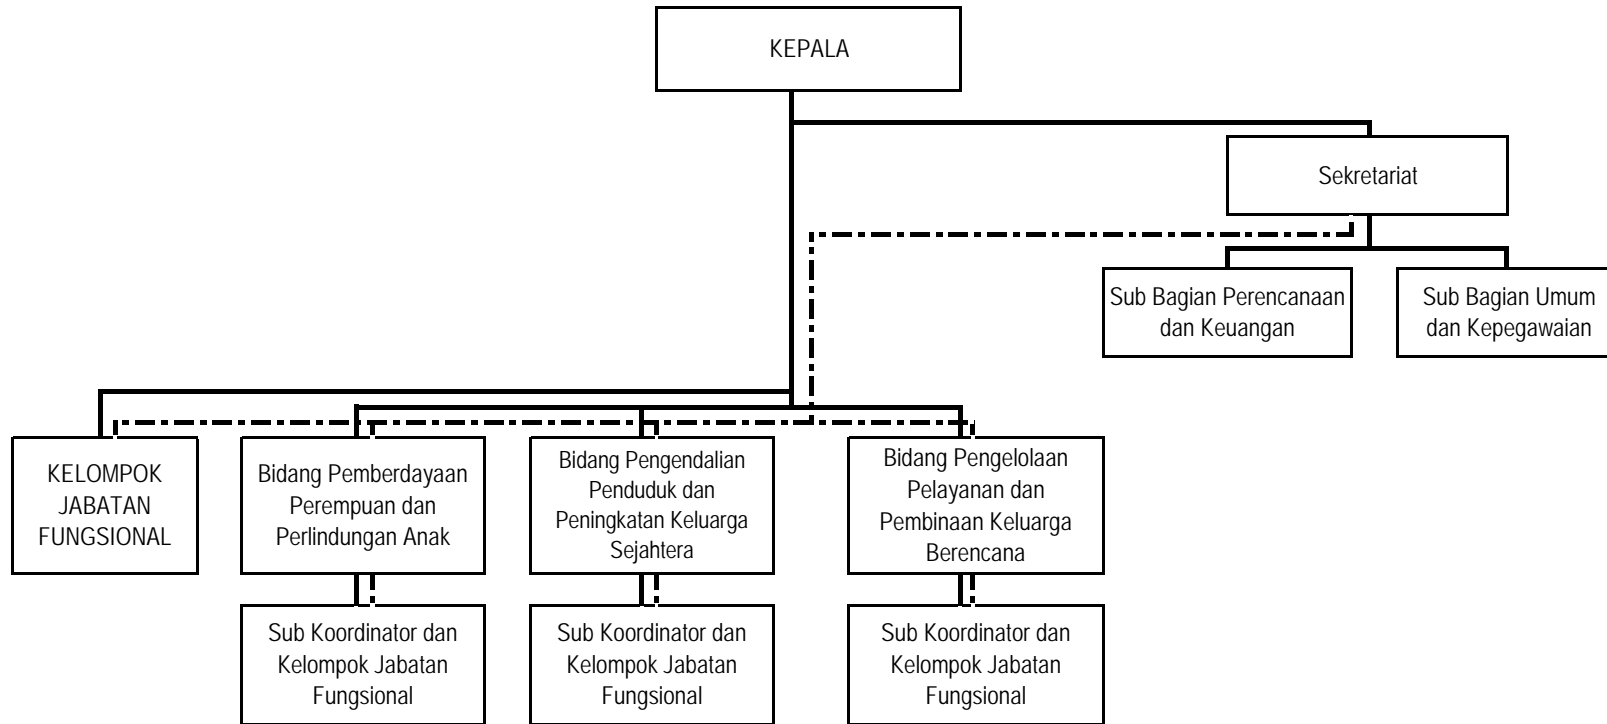 KEPALA
Sekretariat
Sub Bagian Perencanaan
dan Keuangan
Sub Bagian Umum
dan Kepegawaian
KELOMPOK
JABATAN
FUNGSIONAL
Bidang Pemberdayaan
Perempuan dan
Perlindungan Anak
Bidang Pengendalian
Penduduk dan
Peningkatan Keluarga
Sejahtera
Bidang Pengelolaan
Pelayanan dan
Pembinaan Keluarga
Berencana
Sub Koordinator dan
Kelompok Jabatan
Fungsional
Sub Koordinator dan
Kelompok Jabatan
Fungsional
Sub Koordinator dan
Kelompok Jabatan
Fungsional